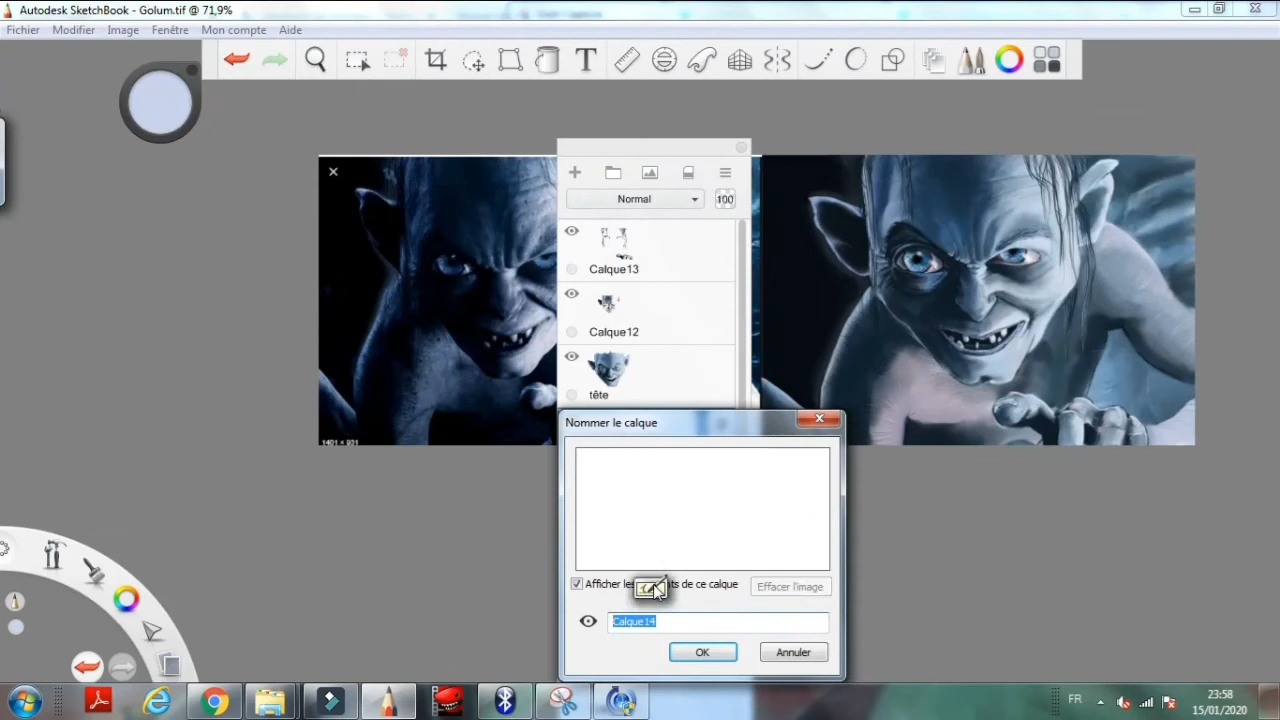 Autodesk SketchBook - Golum.tif @ 71,9%
Fichier Modifier Image Fenêtre Mon compte Aide
T
Normal 100
Calque13
Calque12
tête
1401 × 931
Nommer le calque
Afficher les ts de ce calque Effacer l'image
Calque14
OK Annuler
FR 23:58
15/01/2020